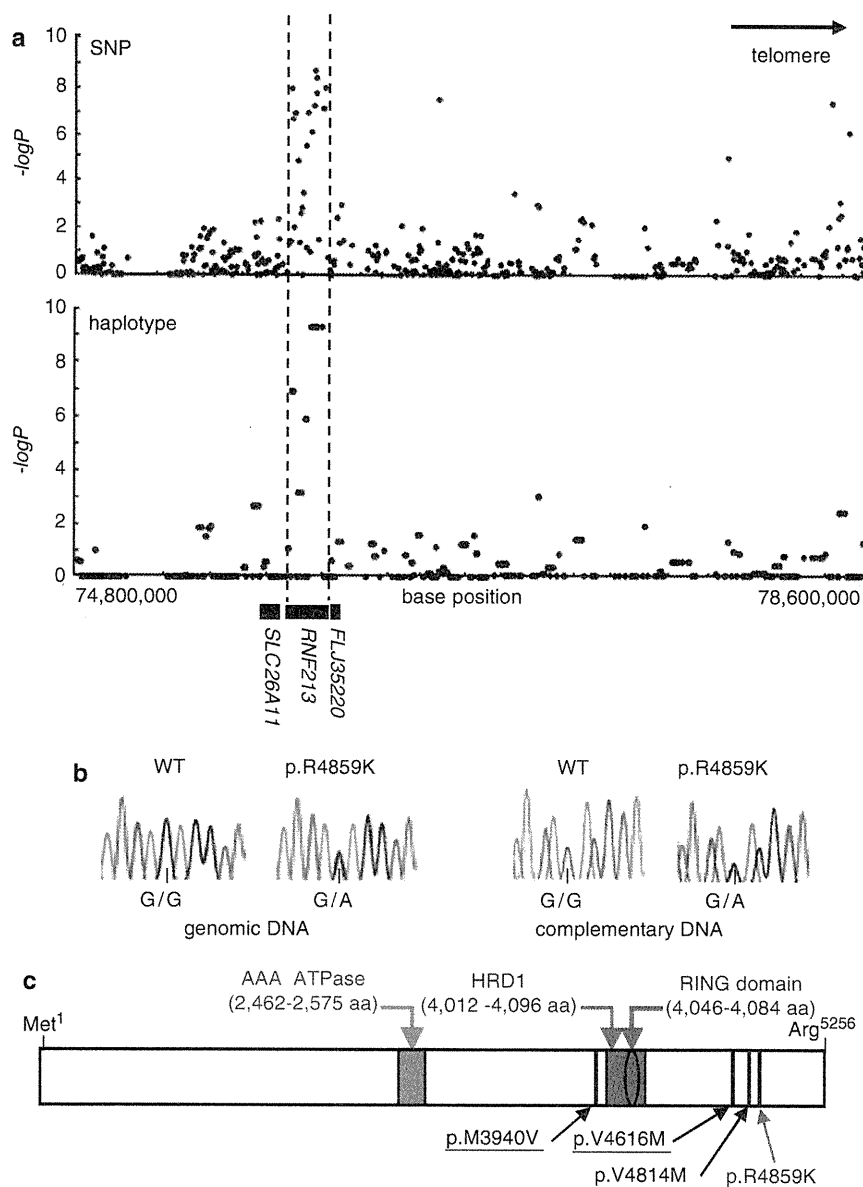 a
SNP
telomere
10
8
6
4
2
0
-logP
haplotype
10
8
6
4
2
0
-logP
74,800,000 base position 78,600,000
SLC26A11
RNF213
FLJ35220
b
WT p.R4859K WT p.R4859K
G/G G/A G/G G/A
genomic DNA complementary DNA
c
AAA ATPase HRD1 RING domain
(2,462-2,575 aa) (4,012 -4,096 aa) (4,046-4,084 aa)
Met1 Arg5256
p.M3940V p.V4616M
p.V4814M p.R4859K